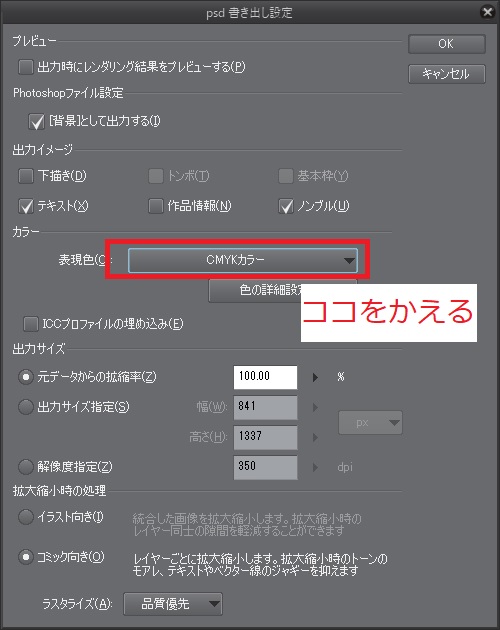 psd 書き出し設定
プレビュー
OK
出力時にレンダリング結果をプレビューする(P)
キャンセル
Photoshopファイル設定
[背景]として出力する(I)
出力イメージ
下描き(D)
トンボ(T)
基本枠(Y)
テキスト(X)
作品情報(N)
ノンブル(U)
カラー
表現色(C):
CMYKカラー
色の詳細設定
ココをかえる
ICCプロファイルの埋め込み(E)
出力サイズ
元データからの拡縮率(Z)
100.00
%
出力サイズ指定(S)
幅(W):
841
px
高さ(H):
1337
解像度指定(Z)
350
dpi
拡大縮小時の処理
イラスト向き(I)
統合した画像を拡大縮小します。拡大縮小時の
レイヤー同士の隙間を軽減することができます
コミック向き(O)
レイヤーごとに拡大縮小します。拡大縮小時のトーンの
モアレ、テキストやベクター線のジャギーを抑えます
ラスタライズ(A):
品質優先